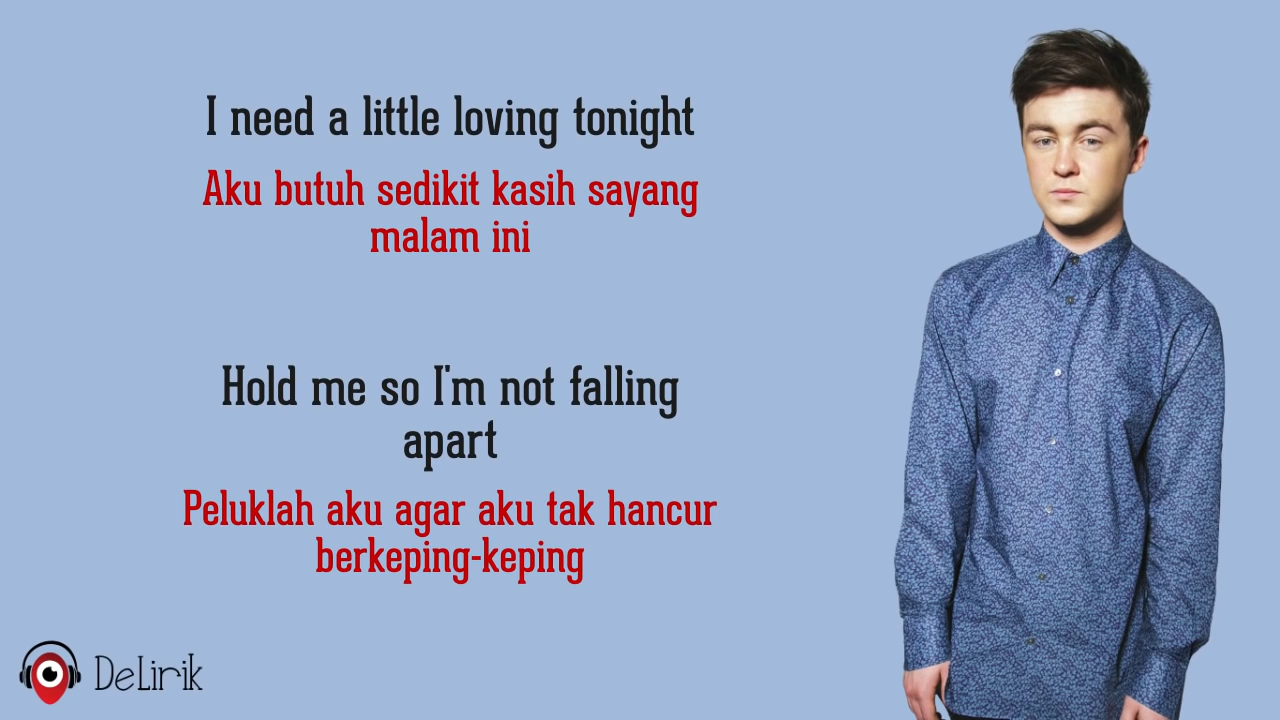 I need a little loving tonight
Aku butuh sedikit kasih sayang
malam ini
Hold me so I'm not falling
apart
Peluklah aku agar aku tak hancur
berkeping-keping
DeLirik